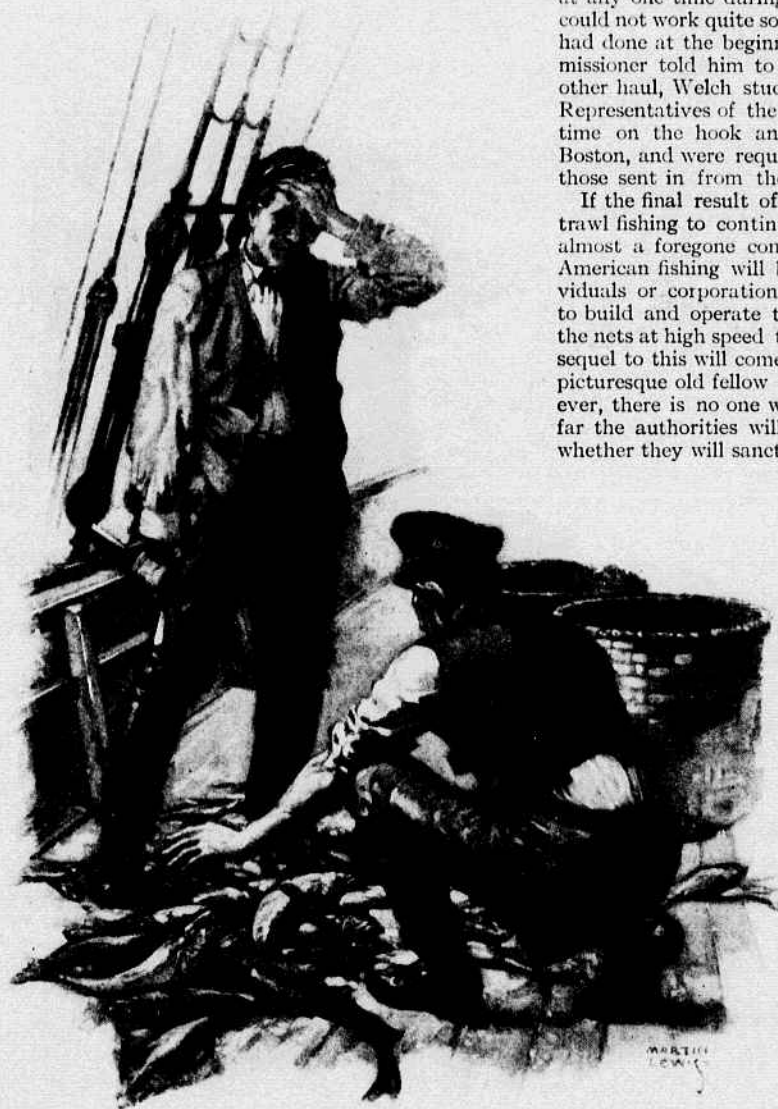 at any one time during
could not work quite so
had done at the beginn
missioner told him to
other haul, Welch stud
Representatives of the
time on the hook an
Boston, and were requ
those sent in from the
If the final result of
trawl fishing to contin
almost a foregone con
American fishing will
viduals or corporation
to build and operate t
the nets at high speed t
sequel to this will come
picturesque old fellow
ever, there is no one w
far the authorities will
whether they will sanct
MARTIN
LEWIS